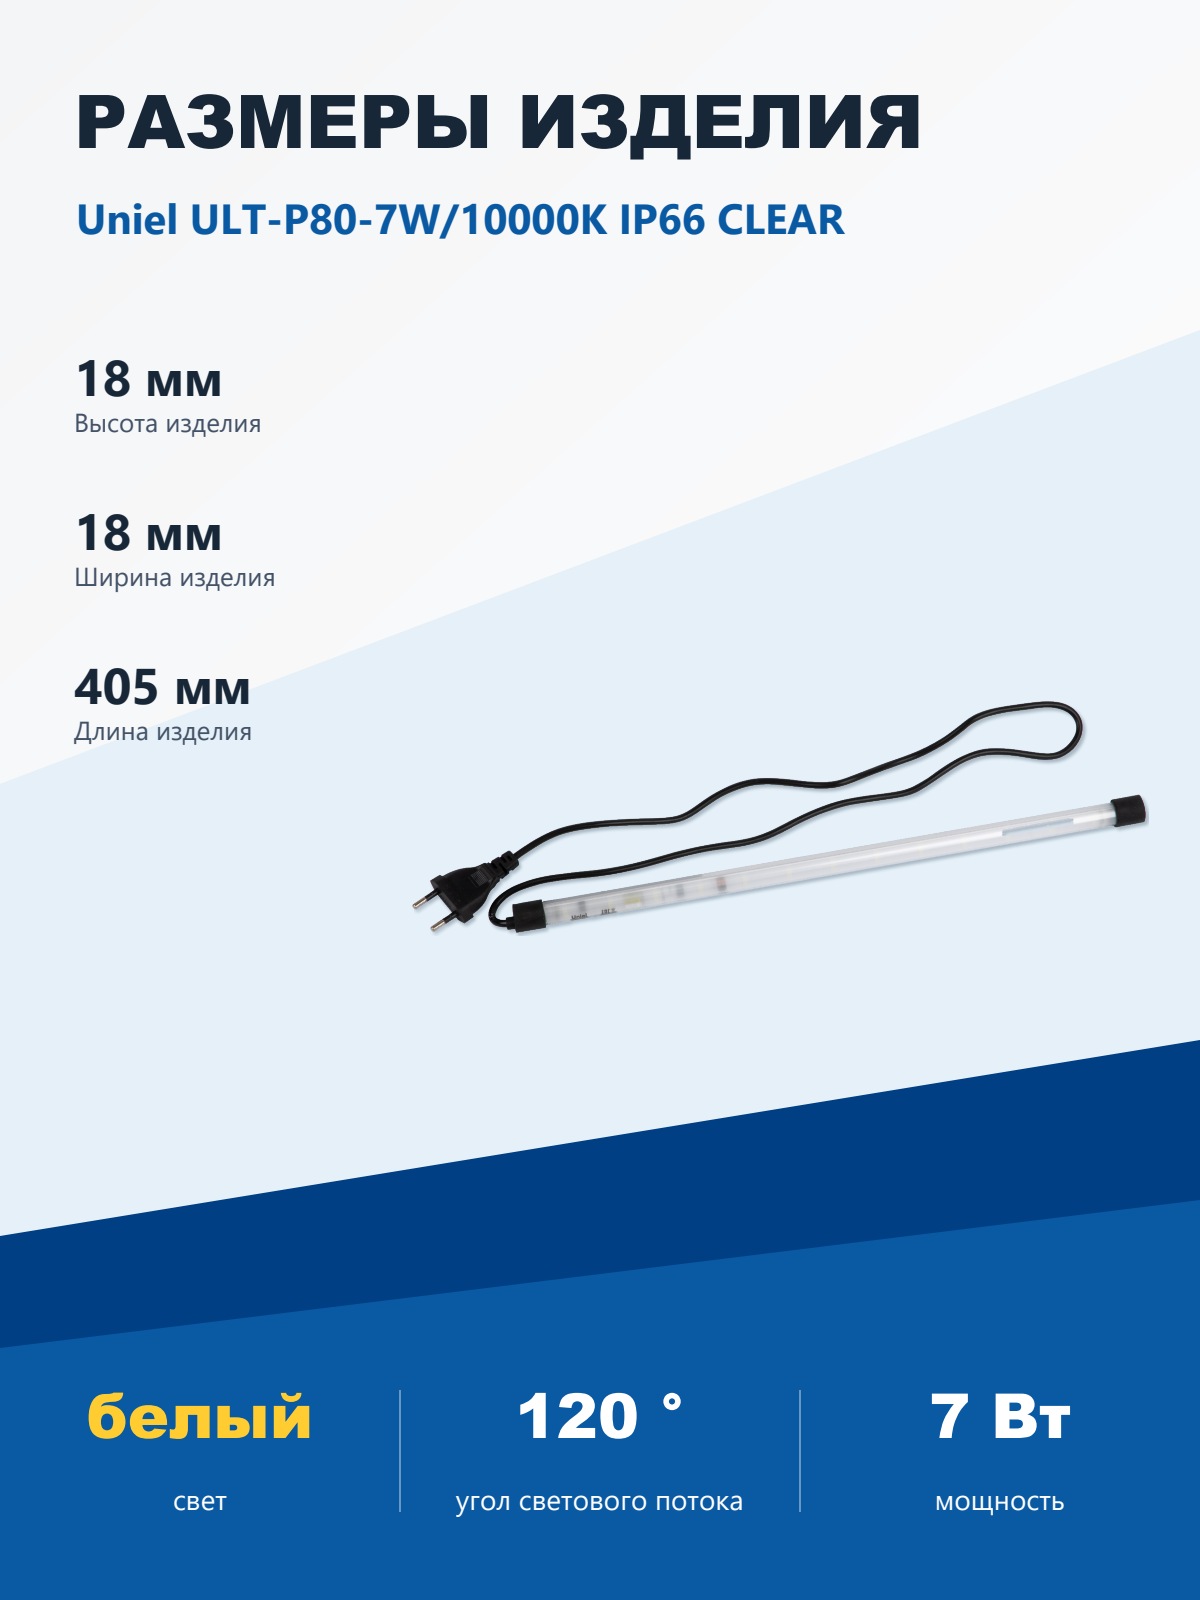 РАЗМЕРЫ ИЗДЕЛИЯ
Uniel ULT-P80-7W/10000K IP66 CLEAR
18 мм
Высота изделия
18 мм
Ширина изделия
405 мм
Длина изделия
Uniel
белый
свет
120 °
угол светового потока
7 Вт
мощность